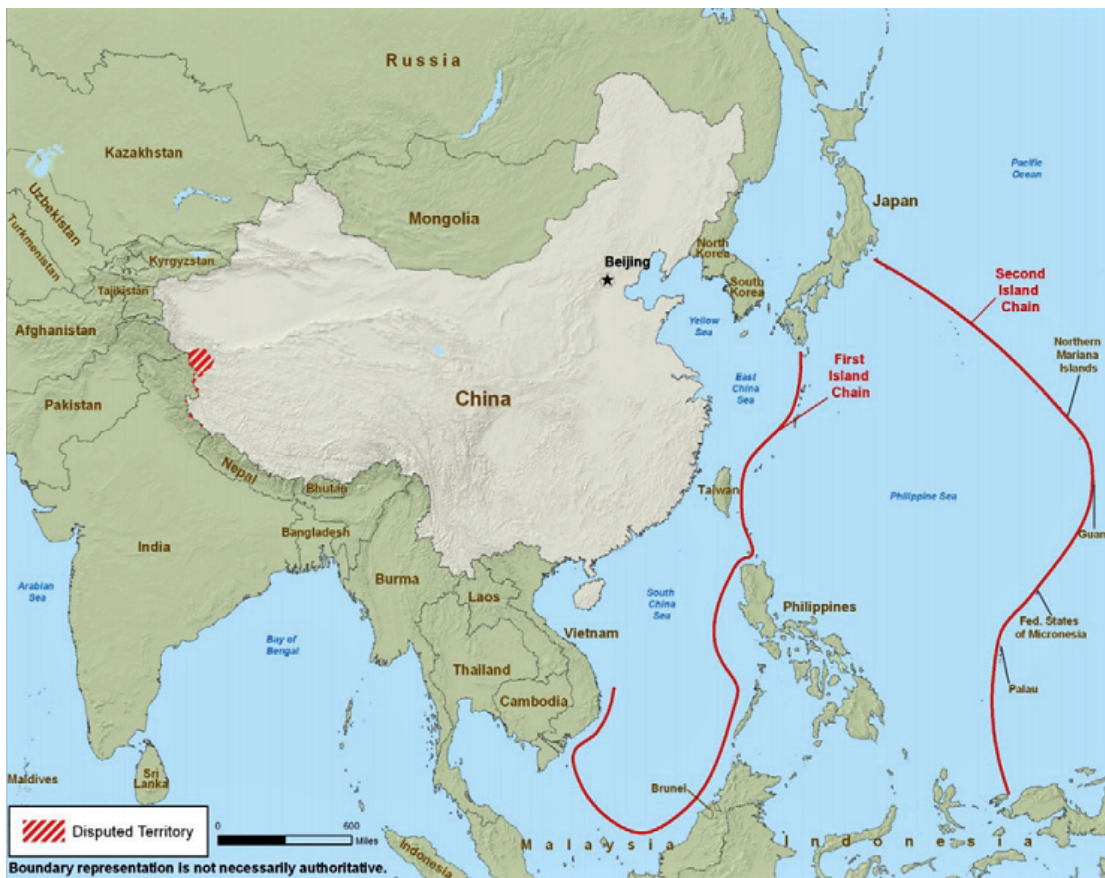 Russia
Kazakhstan
Mongolia
Uzbekistan
Turkmenistan
Kyrgyzstan
Tajikistan
Afghanistan
Pakistan
Beijing
North
Korea
South
Korea
Japan
Pacific
Ocean
Yellow
Sea
East
China
Sea
First
Island
Chain
Second
Island
Chain
Northern
Mariana
Islands
China
Nepal
Bhutan
Bangladesh
India
Burma
Laos
Taiwan
Philippine Sea
Guam
Arabian
Sea
Bay of
Bengal
South
China
Sea
Vietnam
Thailand
Cambodia
Philippines
Fed. States
of Micronesia
Palau
Maldives
Sri
Lanka
Brunei
Malaysia
Indonesia
Indonesia
Disputed Territory
0
600
Miles
Boundary representation is not necessarily authoritative.